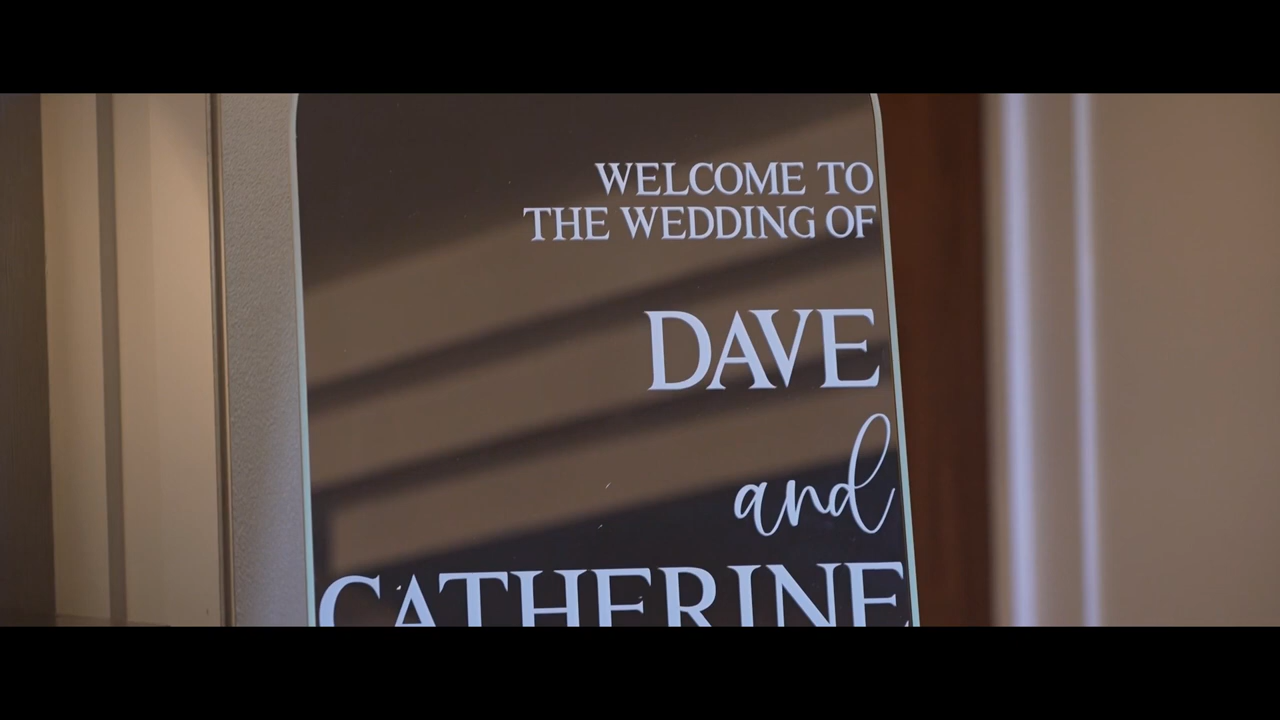 WELCOME TO
THE WEDDING OF
DAVE
and
CATHERINE